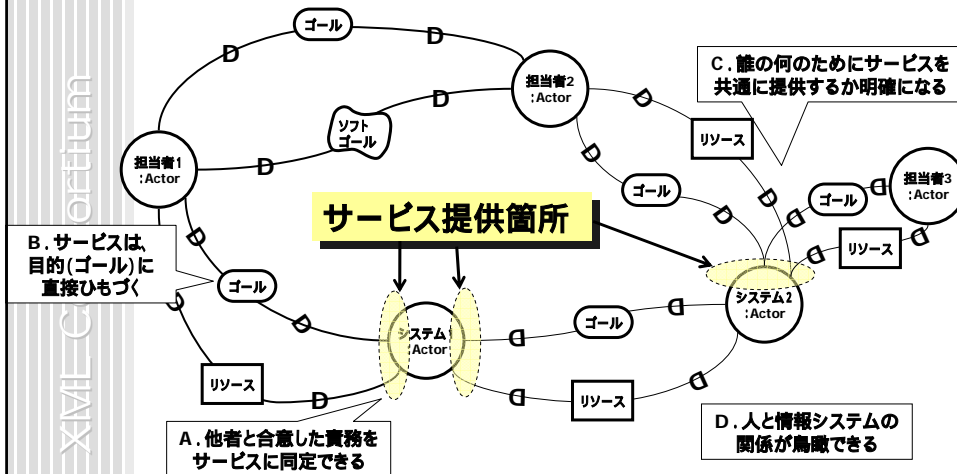 ゴール
D
D
担当者2
:Actor
C．誰の何のためにサービスを
共通に提供するか明確になる
D
ソフト
ゴール
D
D
D
リソース
担当者1
:Actor
D
D
ゴール
D
D
ゴール
D
担当者3
:Actor
サービス提供箇所
D
D
リソース
D
B．サービスは、
目的(ゴール)に
直接ひもづく
D
ゴール
D
D
システム1
:Actor
D
ゴール
D
システム2
:Actor
リソース
D
D
リソース
D
A．他者と合意した責務を
サービスに同定できる
D．人と情報システムの
関係が鳥瞰できる
XML Consortium